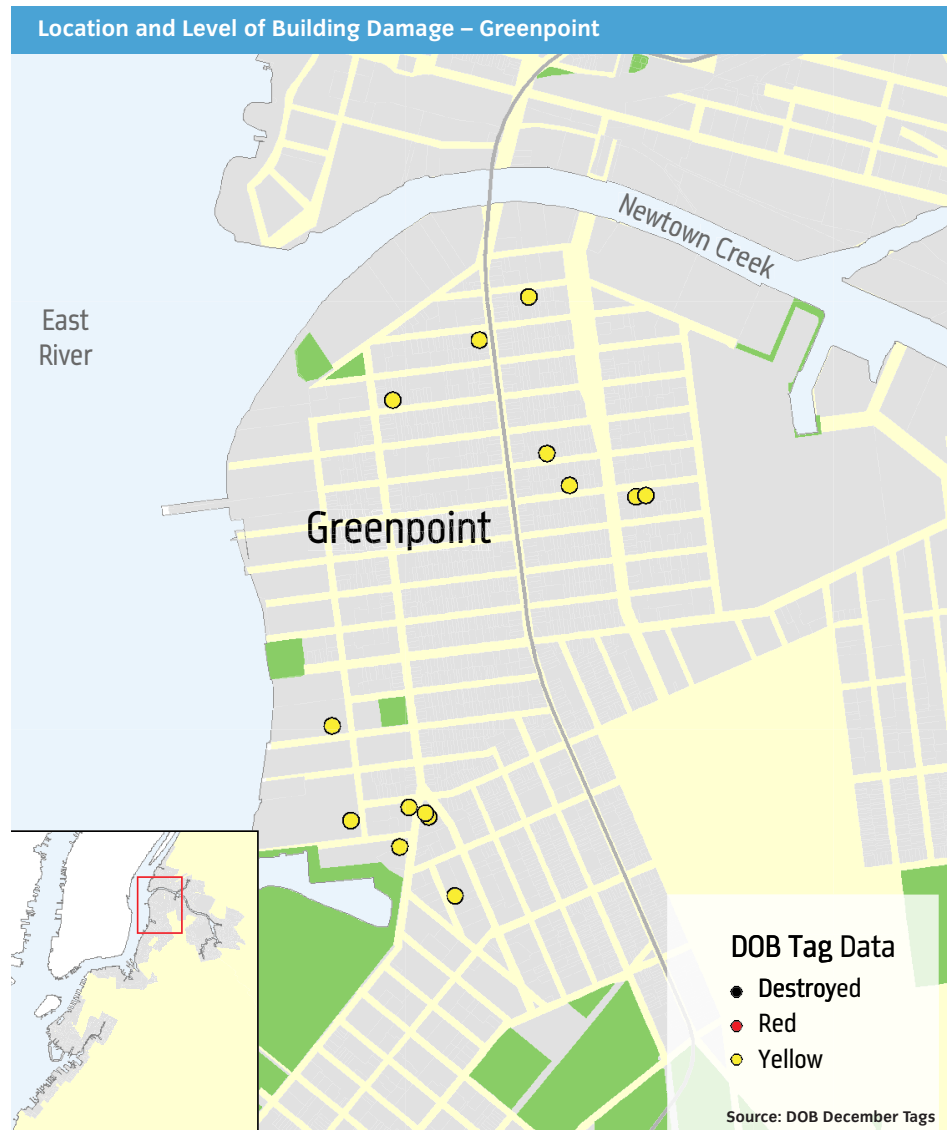 Location and Level of Building Damage – Greenpoint
Newtown Creek
East
River
Greenpoint
DOB Tag Data
Destroyed
Red
Yellow
Source: DOB December Tags